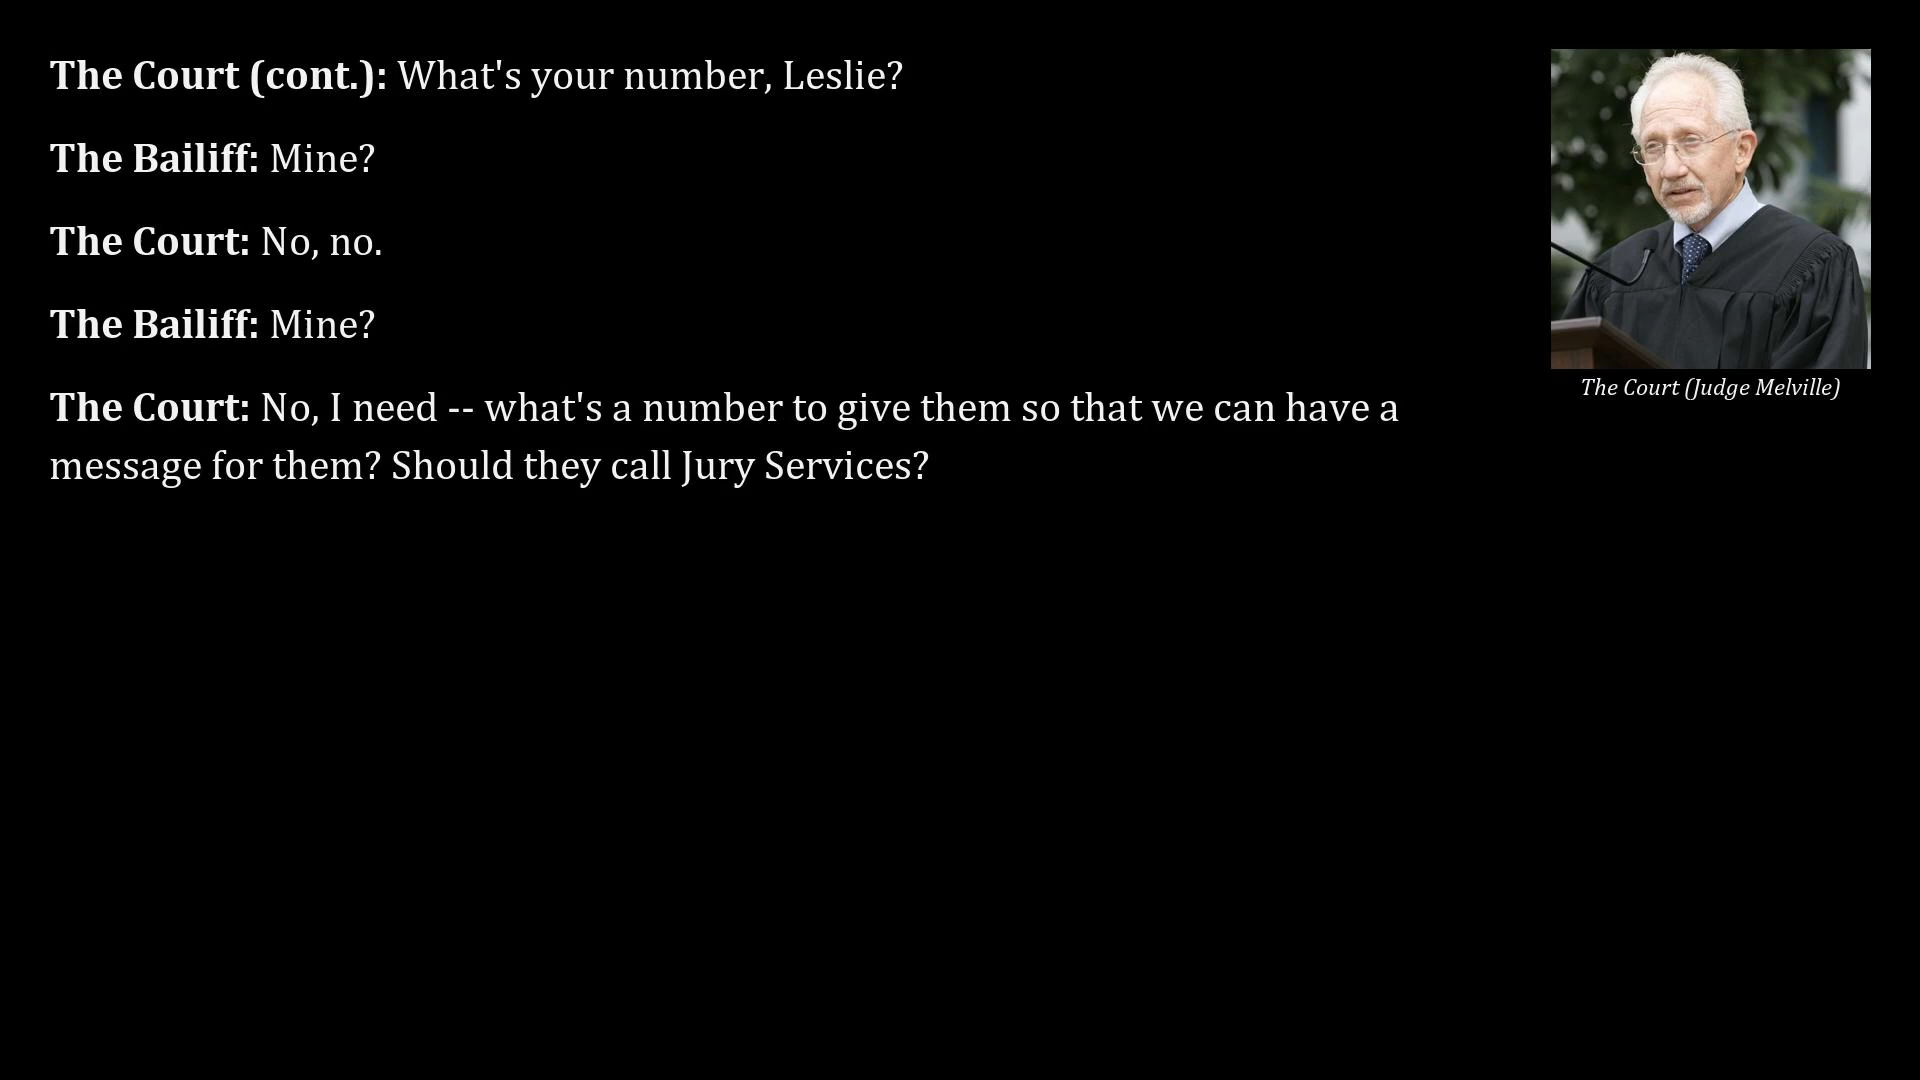 The Court (cont.): What's your number, Leslie?
The Bailiff: Mine?
The Court: No, no.
The Bailiff: Mine?
The Court: No, I need -- what's a number to give them so that we can have a
message for them? Should they call Jury Services?
The Court (Judge Melville)